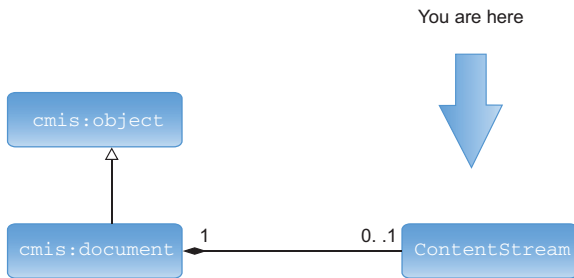 You are here
cmis:object
cmis:document
1
0. .1
ContentStream